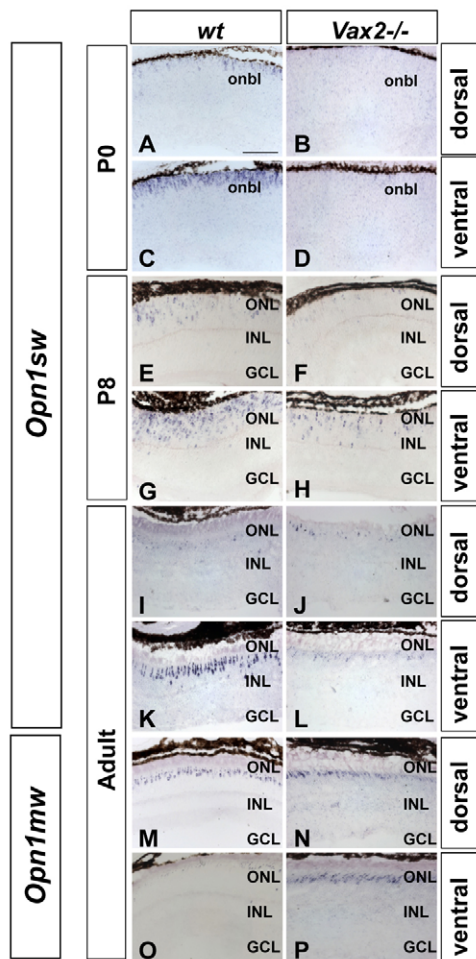 wt Vax2-/-
Opn1sw
P0
onbl onbl
A B
dorsal
onbl onbl
C D
ventral
P8
ONL ONL
INL INL
E GCL F GCL
dorsal
ONL ONL
INL INL
G GCL H GCL
ventral
Adult
ONL ONL
INL INL
I GCL J GCL
dorsal
ONL ONL
INL INL
K GCL L GCL
ventral
Opn1mw
ONL ONL
INL INL
M GCL N GCL
dorsal
ONL ONL
INL INL
O GCL P GCL
ventral